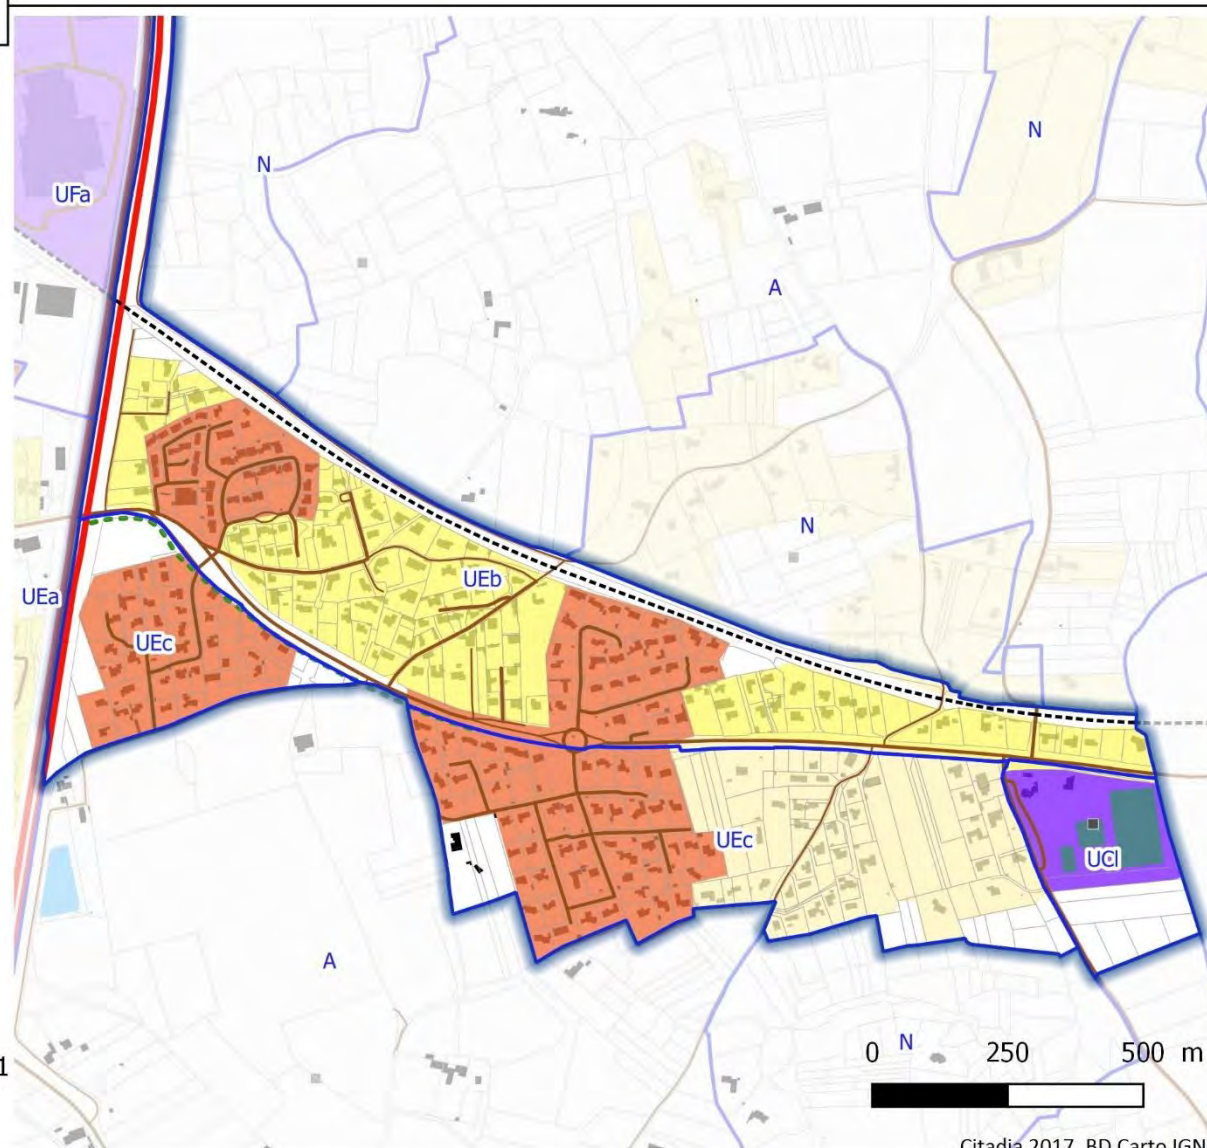 N
N
UFa
A
N
UEb
UEa
UEc
UEc
UCl
A
N
0 250 500 m
1
Citadia 2017, BD Carto IGN